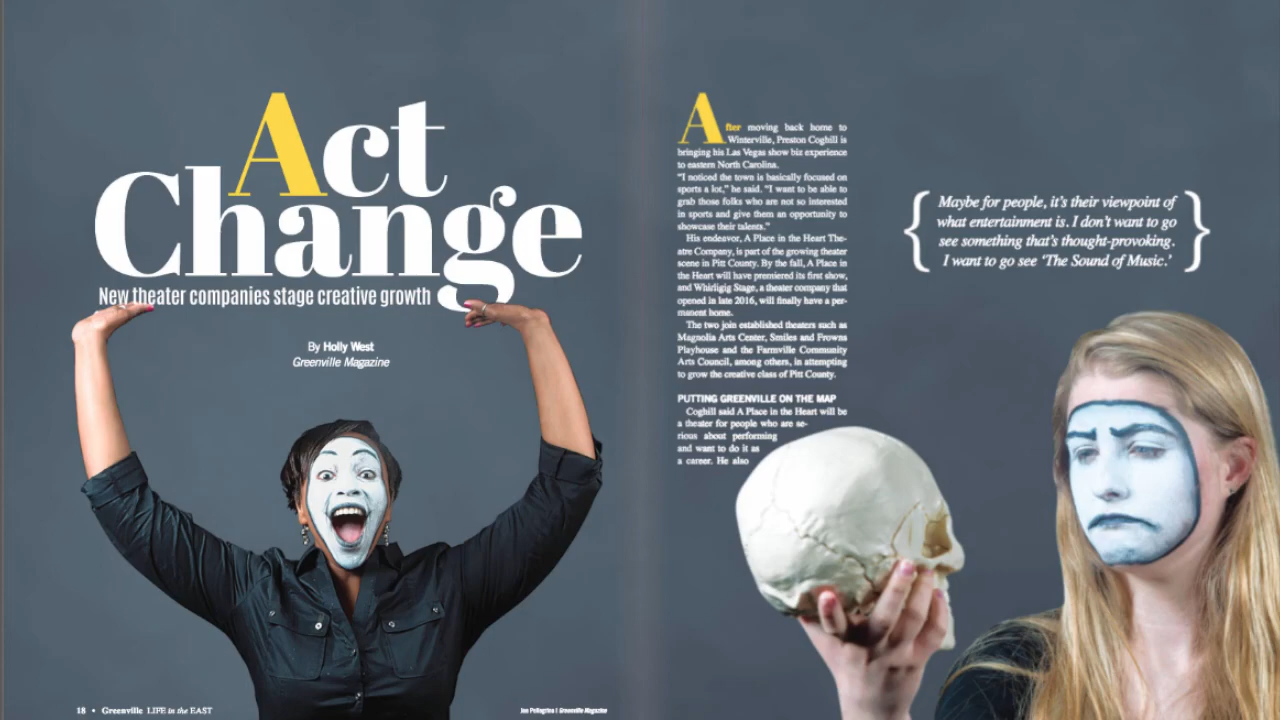 Act
Change
New theater companies stage creative growth
By Holly West
Greenville Magazine
18 • Greenville LIFE in the EAST
Joe Pellegrino | Greenville Magazine
After moving back home to
Winterville, Preston Coghill is
bringing his Las Vegas show biz experience
to eastern North Carolina.
“I noticed the town is basically focused on
sports a lot,” he said. “I want to be able to
grab those folks who are not so interested
in sports and give them an opportunity to
showcase their talents.”
His endeavor, A Place in the Heart The-
atre Company, is part of the growing theater
scene in Pitt County. By the fall, A Place in
the Heart will have premiered its first show,
and Whirligig Stage, a theater company that
opened in late 2016, will finally have a per-
manent home.
The two join established theaters such as
Magnolia Arts Center, Smiles and Frowns
Playhouse and the Farmville Community
Arts Council, among others, in attempting
to grow the creative class of Pitt County.
PUTTING GREENVILLE ON THE MAP
Coghill said A Place in the Heart will be
a theater for people who are se-
rious about performing
and want to do it as
a career. He also
{ Maybe for people, it’s their viewpoint of
what entertainment is. I don’t want to go
see something that’s thought-provoking.
I want to go see ‘The Sound of Music.’ }